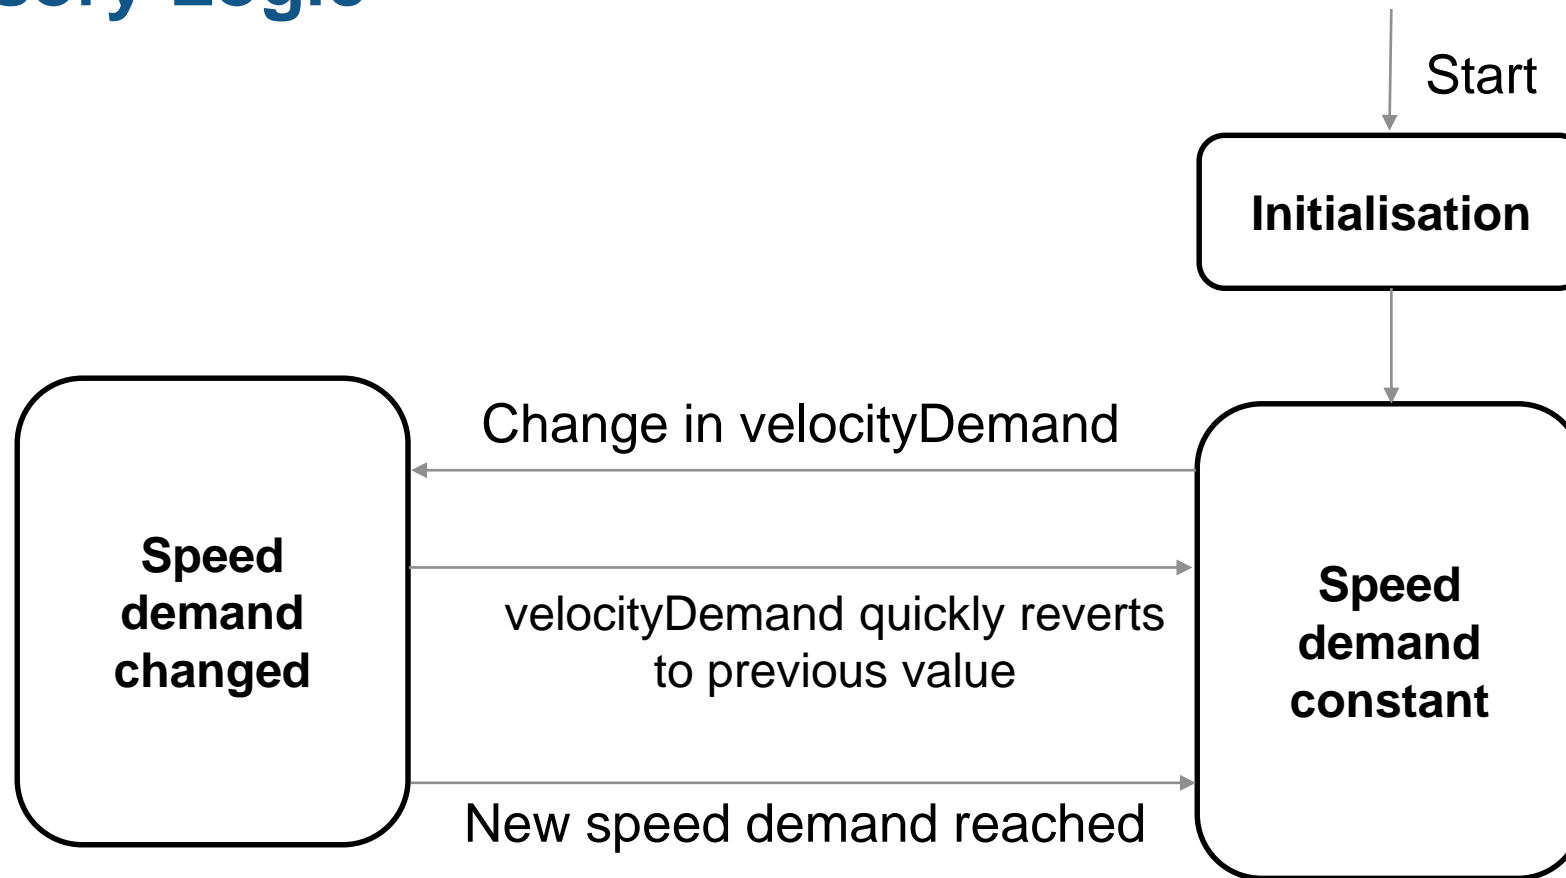 Logic
Start
Initialisation
Change in velocityDemand
Speed
demand
changed
velocityDemand quickly reverts
to previous value
Speed
demand
constant
New speed demand reached